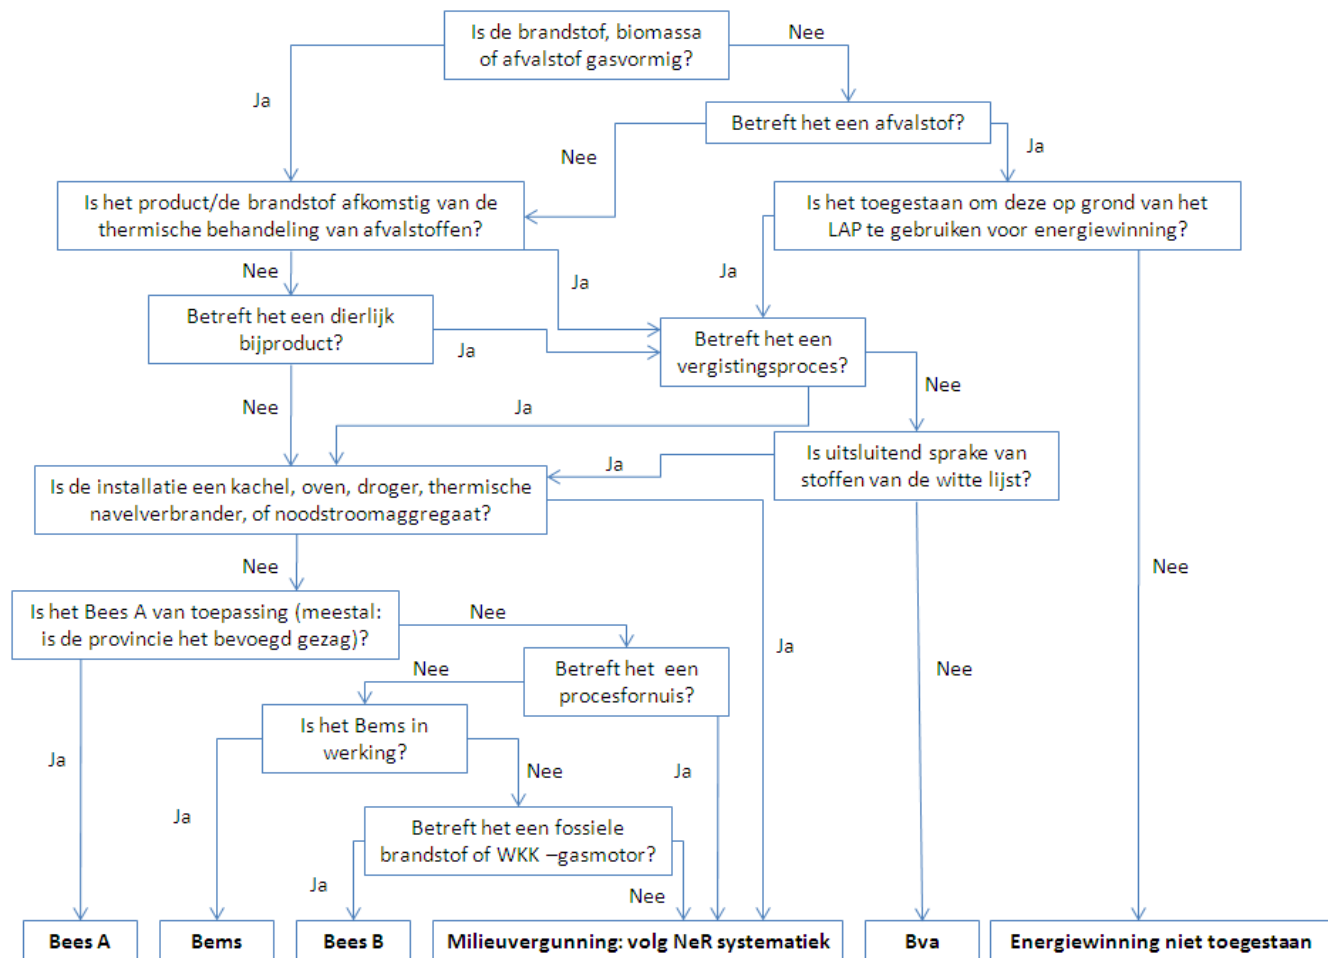 Is de brandstof, biomassa
of afvalstof gasvormig?
Nee
Ja
Betreft het een afvalstof?
Nee
Ja
Is het product/de brandstof afkomstig van de
thermische behandeling van afvalstoffen?
Is het toegestaan om deze op grond van het
LAP te gebruiken voor energiewinning?
Nee
Ja
Ja
Betreft het een dierlijk
bijproduct?
Ja
Betreft het een
vergistingsproces?
Nee
Nee
Ja
Is uitsluitend sprake van
stoffen van de witte lijst?
Ja
Is de installatie een kachel, oven, droger, thermische
navelverbrander, of noodstroomaggregaat?
Nee
Nee
Is het Bees A van toepassing (meestal:
is de provincie het bevoegd gezag)?
Nee
Ja
Betreft het een
procesfornuis?
Nee
Nee
Is het Bems in
werking?
Ja
Nee
Ja
Ja
Betreft het een fossiele
brandstof of WKK –gasmotor?
Ja
Nee
Bees A
Bems
Bees B
Milieuvergunning: volg NeR systematiek
Bva
Energiewinning niet toegestaan